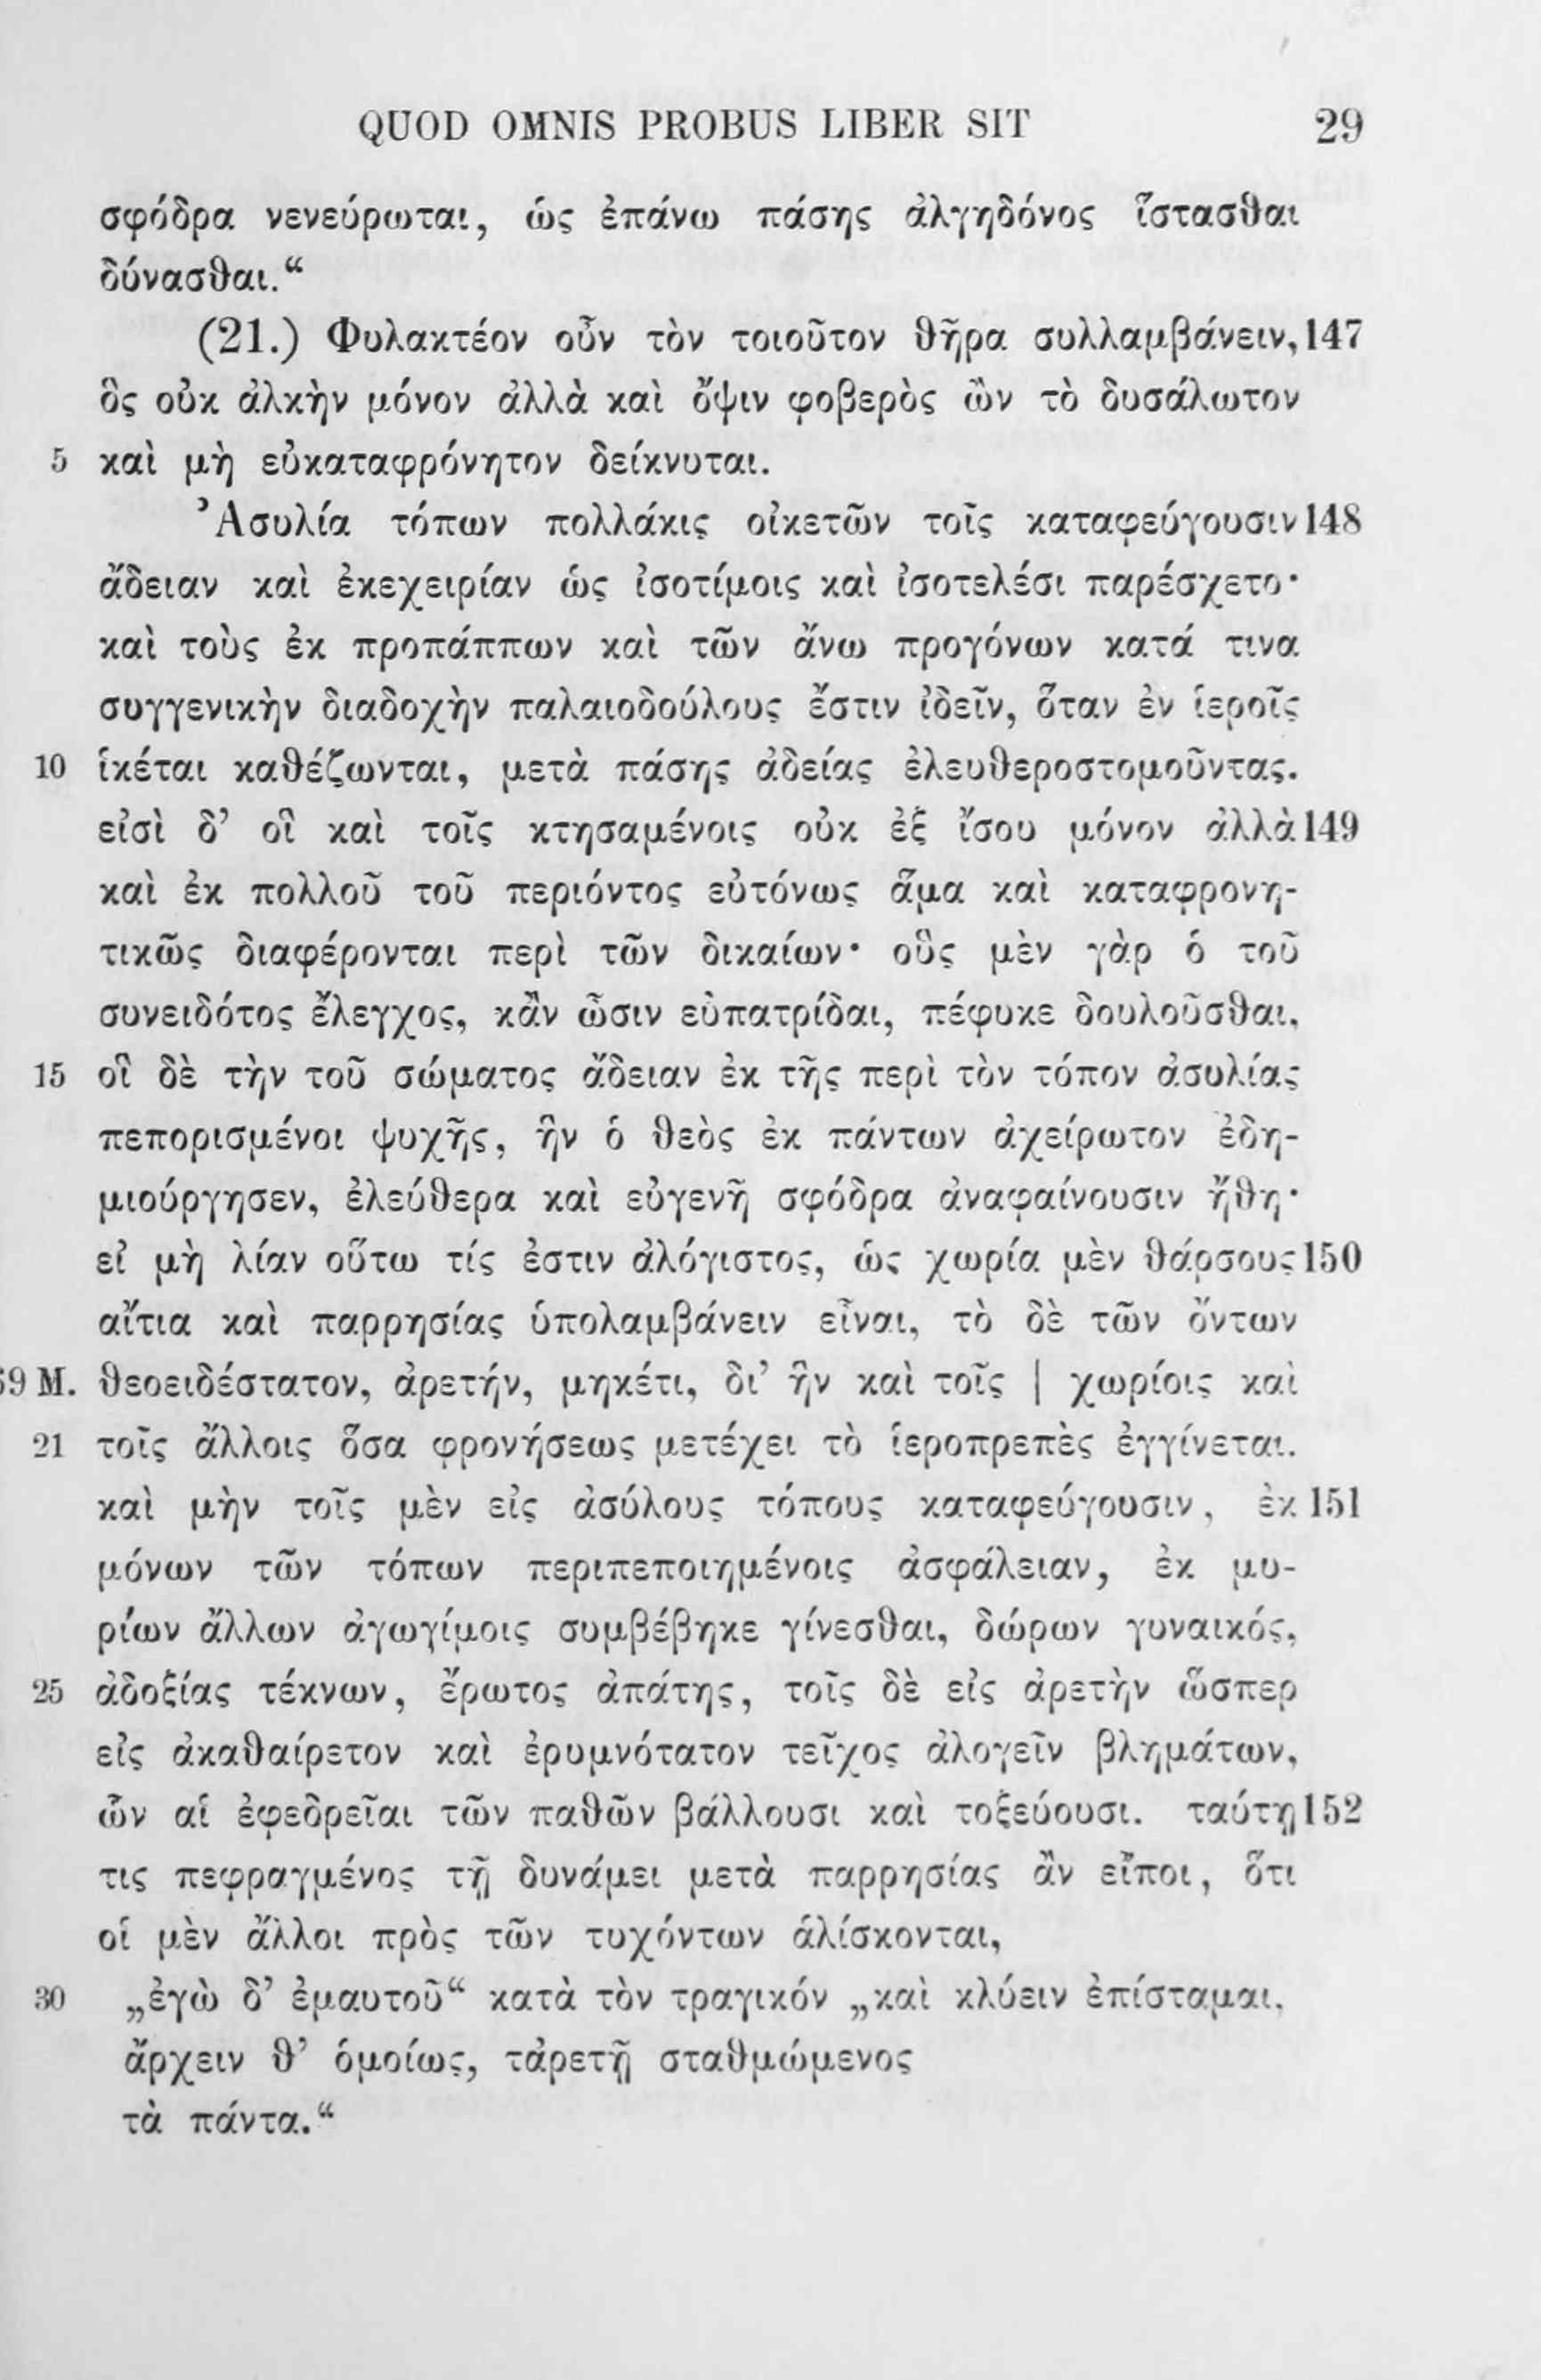 QUOD OMNIS PROBUS LIBER SIT 29
σφόδρα νενεύρωται, ὡς ἐπάνω πάσης ἀλγηδόνος ἵστασθαι
δύνασθαι.“
(21.) Φυλακτέον οὖν τὸν τοιοῦτον θῆρα συλλαμβάνειν, 147
ὃς οὐκ ἀλκὴν μόνον ἀλλὰ καὶ ὄψιν φοβερὸς ὢν τὸ δυσάλωτον
5 καὶ μὴ εὐκαταφρόνητον δείκνυται.
Ἀσυλία τόπων πολλάκις οἰκετῶν τοῖς καταφεύγουσιν 148
ἄδειαν καὶ ἐκεχειρίαν ὡς ἰσοτίμοις καὶ ἰσοτελέσι παρέσχετο·
καὶ τοὺς ἐκ προπάππων καὶ τῶν ἄνω προγόνων κατά τινα
συγγενικὴν διαδοχὴν παλαιοδούλους ἔστιν ἰδεῖν, ὅταν ἐν ἱεροῖς
10 ἱκέται καθέζωνται, μετὰ πάσης ἀδείας ἐλευθεροστομοῦντας.
εἰσὶ δ’ οἳ καὶ τοῖς κτησαμένοις οὐκ ἐξ ἴσου μόνον ἀλλὰ 149
καὶ ἐκ πολλοῦ τοῦ περιόντος εὐτόνως ἅμα καὶ καταφρονη-
τικῶς διαφέρονται περὶ τῶν δικαίων· οὓς μὲν γὰρ ὁ τοῦ
συνειδότος ἔλεγχος, κἂν ὦσιν εὐπατρίδαι, πέφυκε δουλοῦσθαι,
15 οἳ δὲ τὴν τοῦ σώματος ἄδειαν ἐκ τῆς περὶ τὸν τόπον ἀσυλίας
πεπορισμένοι ψυχῆς, ἣν ὁ θεὸς ἐκ πάντων ἀχείρωτον ἐδη-
μιούργησεν, ἐλεύθερα καὶ εὐγενῆ σφόδρα ἀναφαίνουσιν ἤθη·
εἰ μὴ λίαν οὕτω τίς ἐστιν ἀλόγιστος, ὡς χωρία μὲν θάρσους 150
αἴτια καὶ παρρησίας ὑπολαμβάνειν εἶναι, τὸ δὲ τῶν ὄντων
69 M. θεοειδέστατον, ἀρετήν, μηκέτι, δι’ ἣν καὶ τοῖς | χωρίοις καὶ
21 τοῖς ἄλλοις ὅσα φρονήσεως μετέχει τὸ ἱεροπρεπὲς ἐγγίνεται.
καὶ μὴν τοῖς μὲν εἰς ἀσύλους τόπους καταφεύγουσιν, ἐκ 151
μόνων τῶν τόπων περιπεποιημένοις ἀσφάλειαν, ἐκ μυ-
ρίων ἄλλων ἀγωγίμοις συμβέβηκε γίνεσθαι, δώρων γυναικός,
25 ἀδοξίας τέκνων, ἔρωτος ἀπάτης, τοῖς δὲ εἰς ἀρετὴν ὥσπερ
εἰς ἀκαθαίρετον καὶ ἐρυμνότατον τεῖχος ἀλογεῖν βλημάτων,
ὧν αἱ ἐφεδρεῖαι τῶν παθῶν βάλλουσι καὶ τοξεύουσι. ταύτῃ 152
τις πεφραγμένος τῇ δυνάμει μετὰ παρρησίας ἂν εἴποι, ὅτι
οἱ μὲν ἄλλοι πρὸς τῶν τυχόντων ἁλίσκονται,
30 „ἐγὼ δ’ ἐμαυτοῦ“ κατὰ τὸν τραγικόν „καὶ κλύειν ἐπίσταμαι,
ἄρχειν θ’ ὁμοίως, τἀρετῇ σταθμώμενος
τὰ πάντα.“